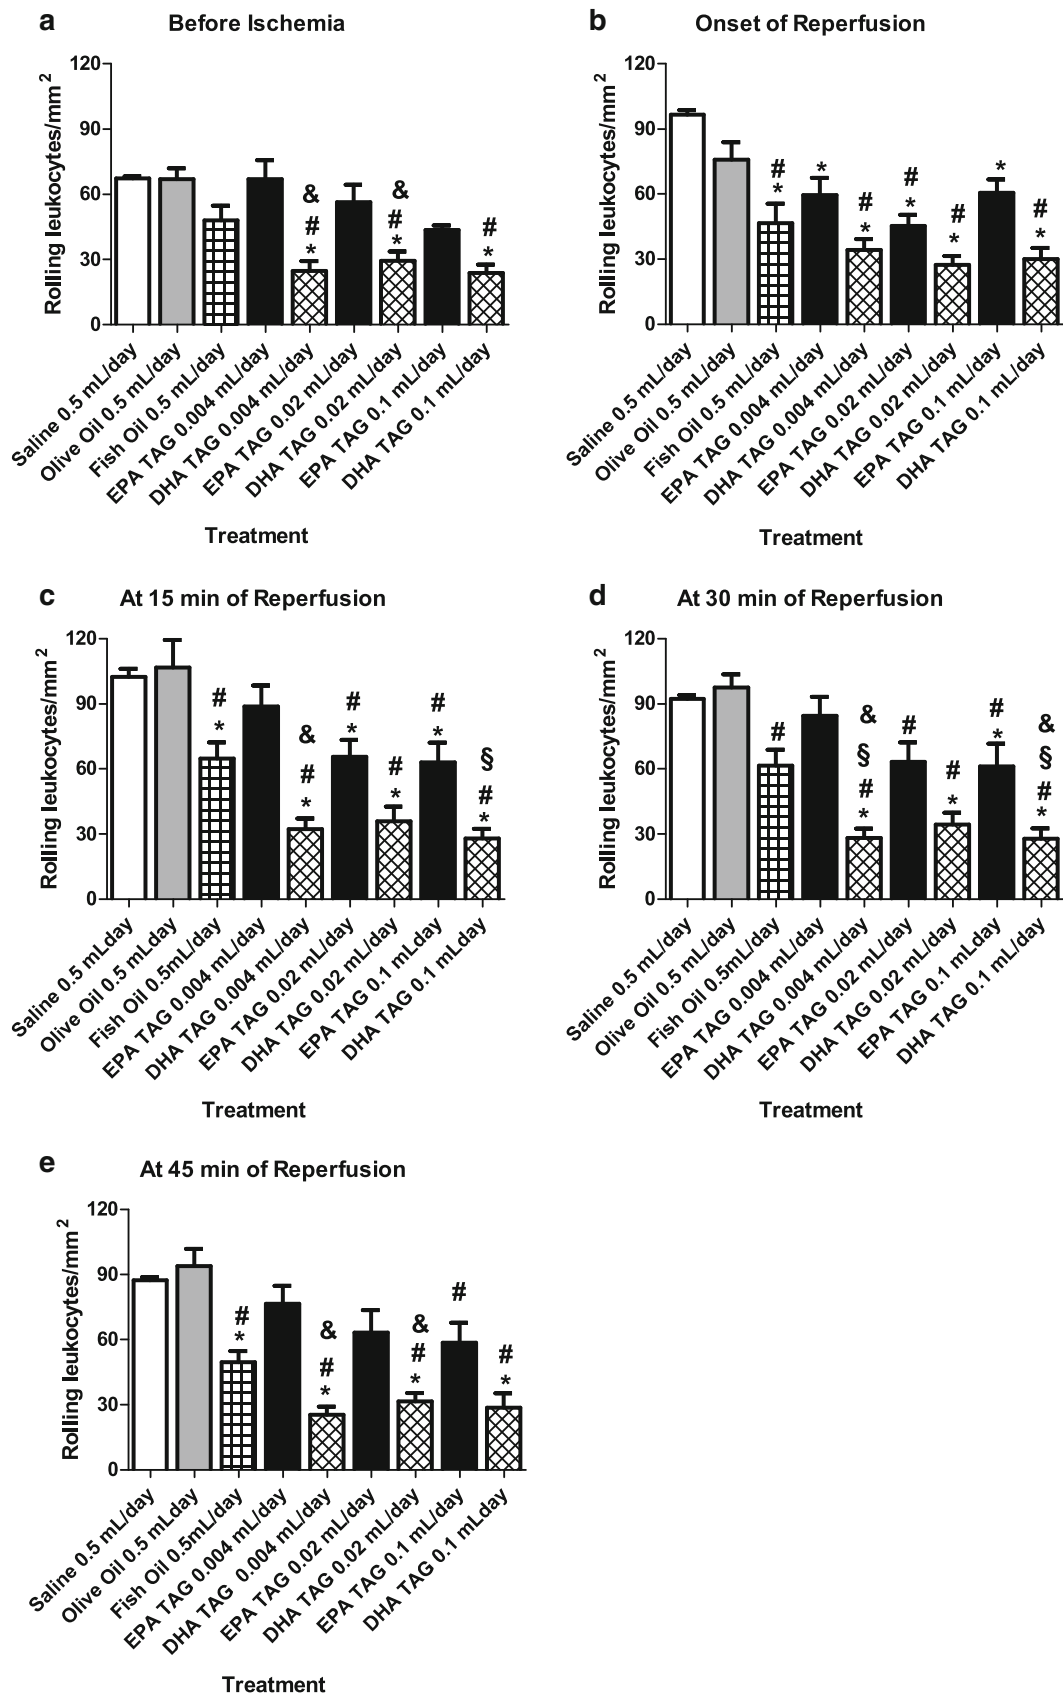 a
Before Ischemia
Rolling leukocytes/mm2
120
90
60
30
0
&
#
*
&
#
*
#
*
Saline 0.5 mL/day
Olive Oil 0.5 mL/day
Fish Oil 0.5 mL/day
EPA TAG 0.004 mL/day
DHA TAG 0.004 mL/day
EPA TAG 0.02 mL/day
DHA TAG 0.02 mL/day
EPA TAG 0.1 mL/day
DHA TAG 0.1 mL/day
Treatment
b
Onset of Reperfusion
Rolling leukocytes/mm2
120
90
60
30
0
#
*
*
#
*
#
*
#
*
*
#
*
Saline 0.5 mL/day
Olive Oil 0.5 mL/day
Fish Oil 0.5 mL/day
EPA TAG 0.004 mL/day
DHA TAG 0.004 mL/day
EPA TAG 0.02 mL/day
DHA TAG 0.02 mL/day
EPA TAG 0.1 mL/day
DHA TAG 0.1 mL/day
Treatment
c
At 15 min of Reperfusion
Rolling leukocytes/mm2
120
90
60
30
0
#
*
&
#
*
#
*
#
*
#
*
§
#
*
Saline 0.5 mLday
Olive Oil 0.5 mL/day
Fish Oil 0.5mL/day
EPA TAG 0.004 mL/day
DHA TAG 0.004 mL/day
EPA TAG 0.02 mL/day
DHA TAG 0.02 mL/day
EPA TAG 0.1 mLday
DHA TAG 0.1 mLday
Treatment
d
At 30 min of Reperfusion
Rolling leukocytes/mm2
120
90
60
30
0
#
&
§
#
*
#
#
*
#
*
&
§
#
*
Saline 0.5 mL/day
Olive Oil 0.5 mL/day
Fish Oil 0.5mL/day
EPA TAG 0.004 mL/day
DHA TAG 0.004 mL/day
EPA TAG 0.02 mL/day
DHA TAG 0.02 mL/day
EPA TAG 0.1 mLday
DHA TAG 0.1 mL/day
Treatment
e
At 45 min of Reperfusion
Rolling leukocytes/mm2
120
90
60
30
0
#
*
&
#
*
&
#
*
#
#
*
Saline 0.5 mL/day
Olive Oil 0.5 mLday
Fish Oil 0.5mL/day
EPA TAG 0.004 mL/day
DHA TAG 0.004 mL/day
EPA TAG 0.02 mL/day
DHA TAG 0.02 mL/day
EPA TAG 0.1 mL/day
DHA TAG 0.1 mLday
Treatment